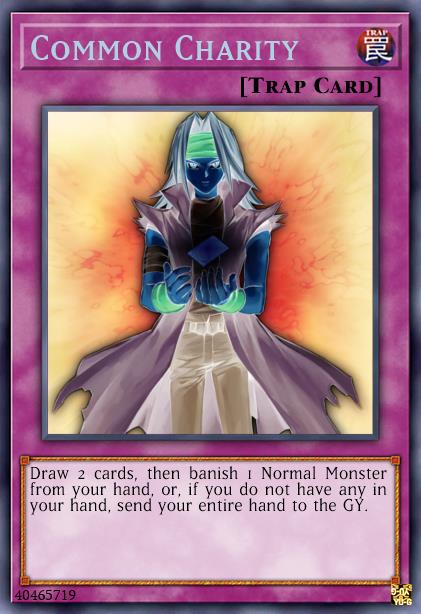 Common Charity
TRAP
罠
[Trap Card]
Draw 2 cards, then banish 1 Normal Monster
from your hand, or, if you do not have any in
your hand, send your entire hand to the GY.
40465719